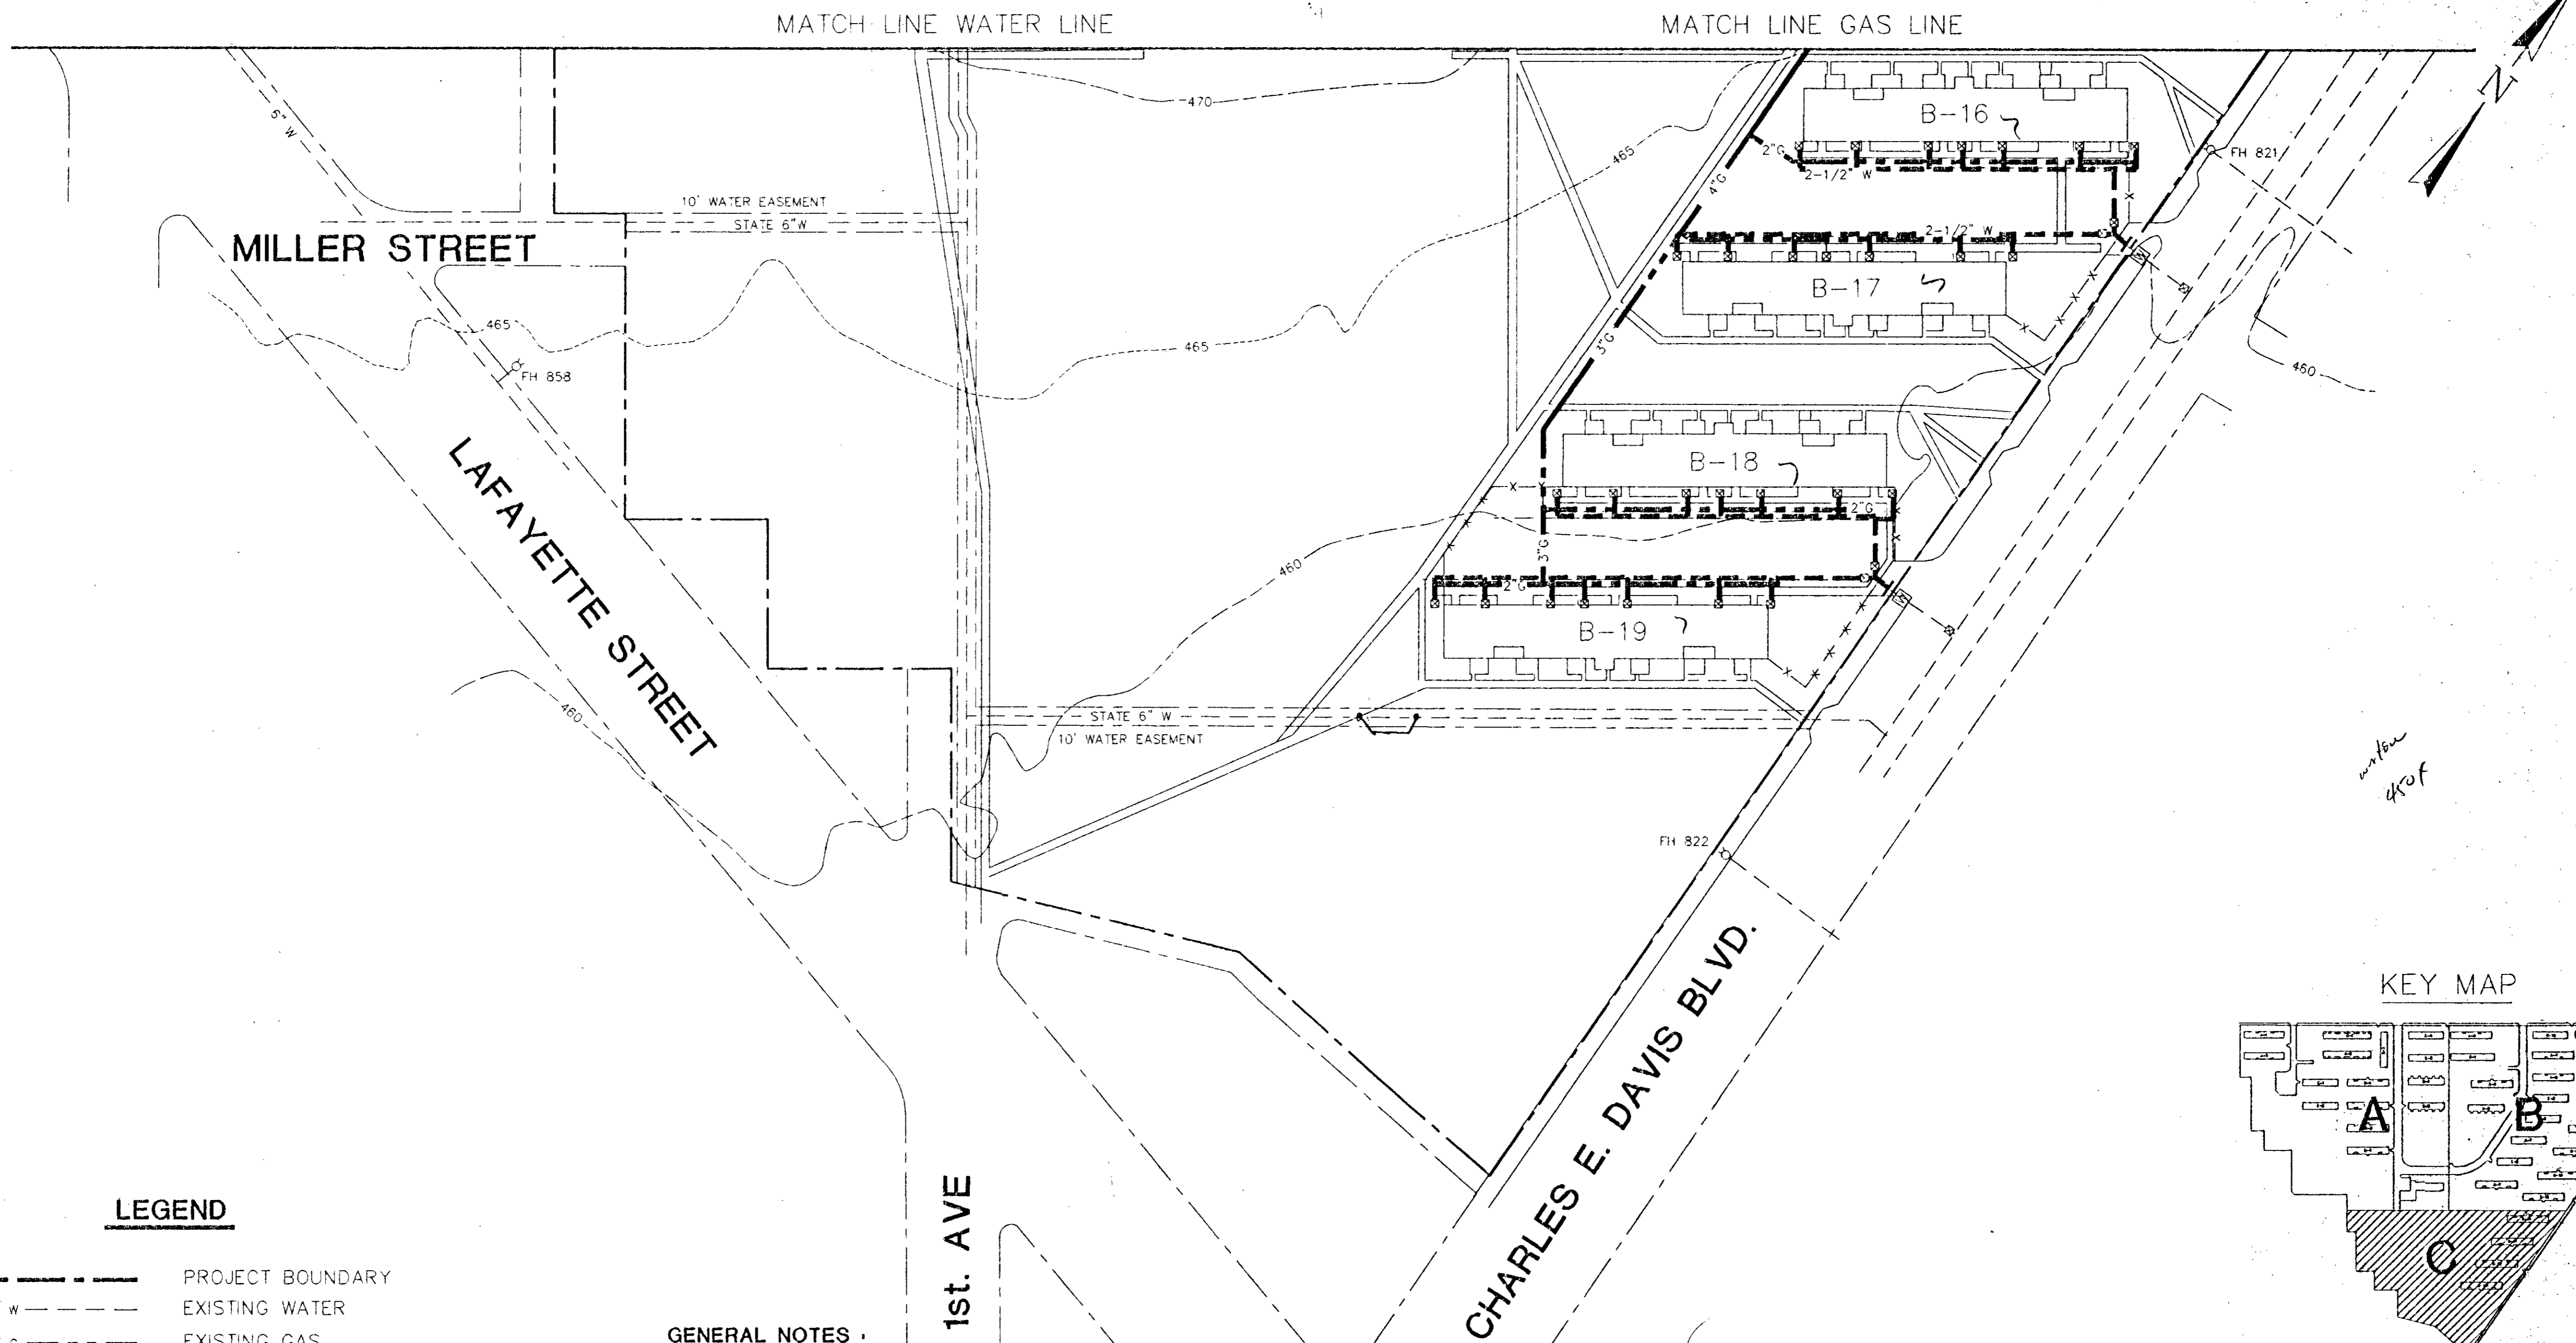 MATCH LINE WATER LINE
MATCH LINE GAS LINE
N
470
465
6" W
B-16
FH 821
2"G
2-1/2" W
4"G
10' WATER EASEMENT
STATE 6"W
MILLER STREET
2-1/2" W
W
B-17
465
465
3"G
460
FH 858
LAFAYETTE STREET
B-18
2"G
3"G
460
2"G
W
B-19
460
STATE 6" W
10' WATER EASEMENT
450f
FH 822
CHARLES E. DAVIS BLVD.
KEY MAP
A
B
C
1st. AVE
LEGEND
PROJECT BOUNDARY
W
EXISTING WATER
G
EXISTING GAS
GENERAL NOTES :